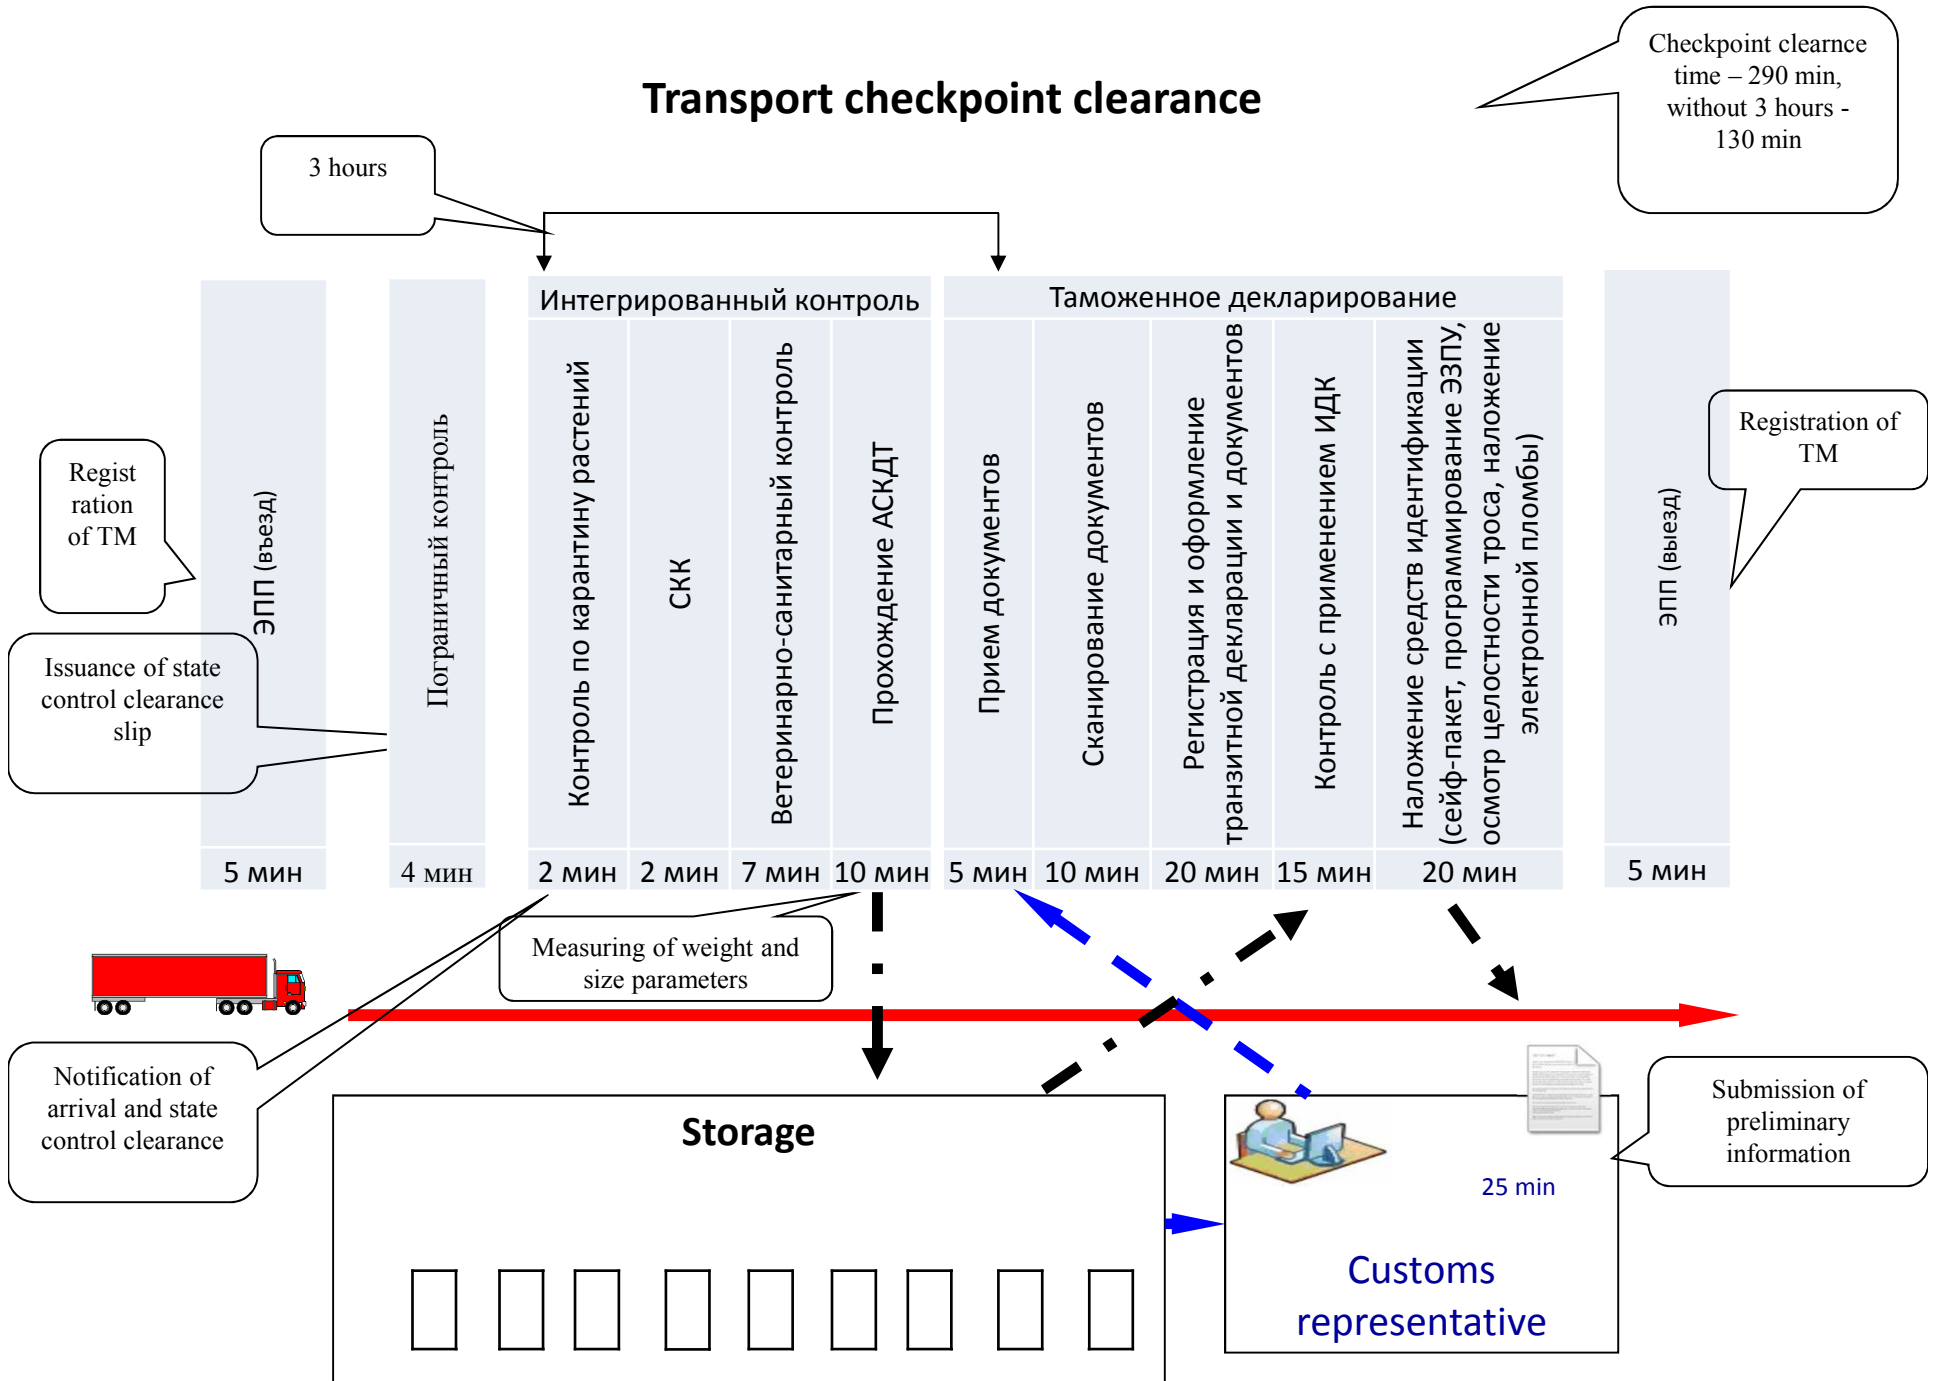 Transport checkpoint clearance
Checkpoint clearnce
time – 290 min,
without 3 hours -
130 min
3 hours
Интегрированный контроль
Таможенное декларирование
ЭПП (въезд)
Пограничный контроль
Контроль по карантину растений
СКК
Ветеринарно-санитарный контроль
Прохождение АСКДТ
Прием документов
Сканирование документов
Регистрация и оформление
транзитной декларации и документов
Контроль с применением ИДК
Наложение средств идентификации
(сейф-пакет, программирование ЭЗПУ,
осмотр целостности троса, наложение
электронной пломбы)
ЭПП (выезд)
Regist
ration
of TM
Registration of
TM
Issuance of state
control clearance
slip
5 мин
4 мин
2 мин
2 мин
7 мин
10 мин
5 мин
10 мин
20 мин
15 мин
20 мин
5 мин
Measuring of weight and
size parameters
Notification of
arrival and state
control clearance
Storage
25 min
Customs
representative
Submission of
preliminary
information